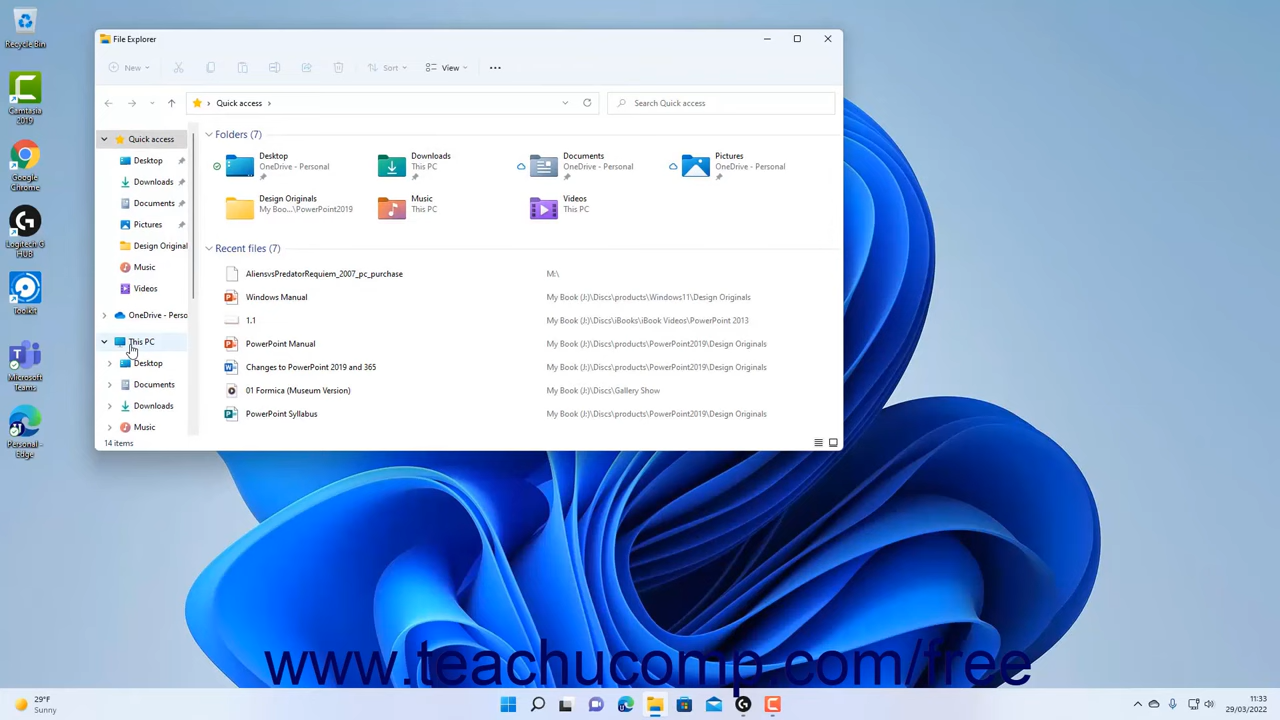 Recycle Bin
Camtasia 2019
Google Chrome
Logitech G HUB
Toolkit
Microsoft Teams
Personal - Edge
File Explorer
New
Sort
View
Quick access
Search Quick access
Quick access
Desktop
Downloads
Documents
Pictures
Design Original
Music
Videos
OneDrive - Perso
This PC
Desktop
Documents
Downloads
Music
Folders (7)
Desktop
OneDrive - Personal
Downloads
This PC
Documents
OneDrive - Personal
Pictures
OneDrive - Personal
Design Originals
My Boo...\PowerPoint2019
Music
This PC
Videos
This PC
Recent files (7)
AliensvsPredatorRequiem_2007_pc_purchase M:\
Windows Manual My Book (J:)\Discs\products\Windows11\Design Originals
1.1 My Book (J:)\Discs\iBooks\iBook Videos\PowerPoint 2013
PowerPoint Manual My Book (J:)\Discs\products\PowerPoint2019\Design Originals
Changes to PowerPoint 2019 and 365 My Book (J:)\Discs\products\PowerPoint2019\Design Originals
01 Formica (Museum Version) My Book (J:)\Discs\Gallery Show
PowerPoint Syllabus My Book (J:)\Discs\products\PowerPoint2019\Design Originals
14 items
www.teachucomp.com/free
29°F
Sunny
11:33
29/03/2022